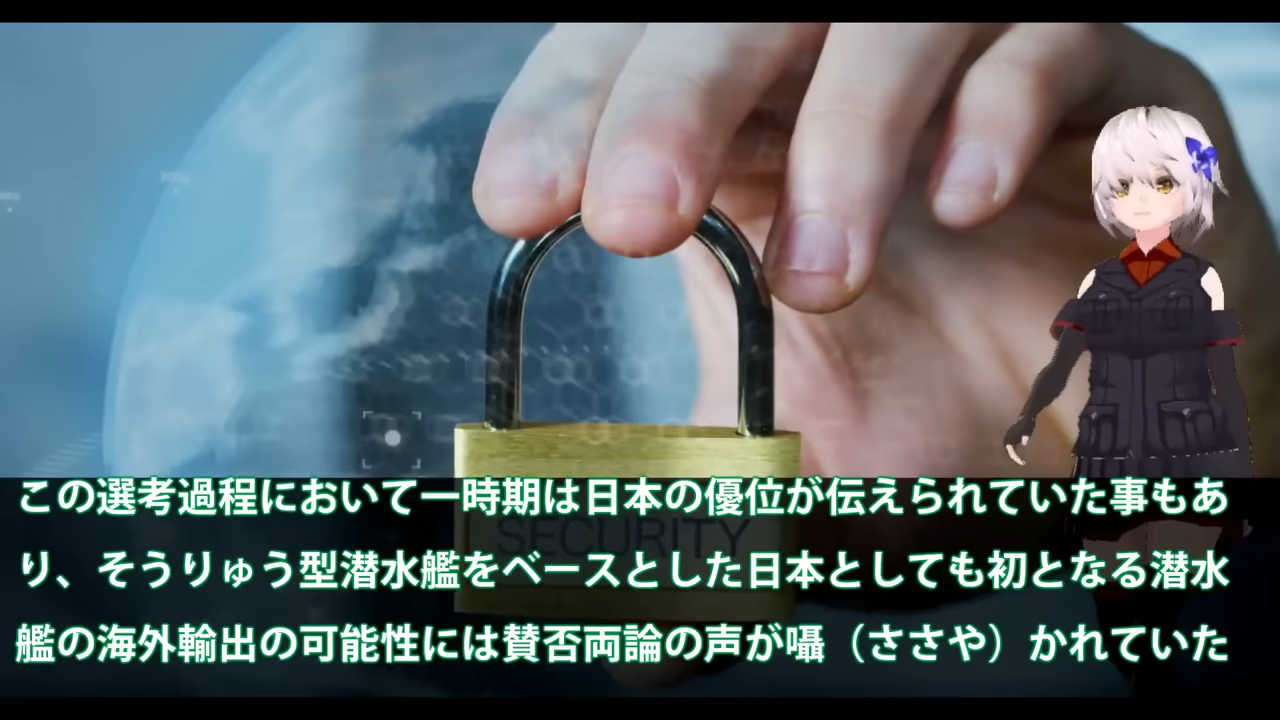 この選考過程において一時期は日本の優位が伝えられていた事もあ
り、そうりゅう型潜水艦をベースとした日本としても初となる潜水
艦の海外輸出の可能性には賛否両論の声が囁（ささや）かれていた
SECURITY